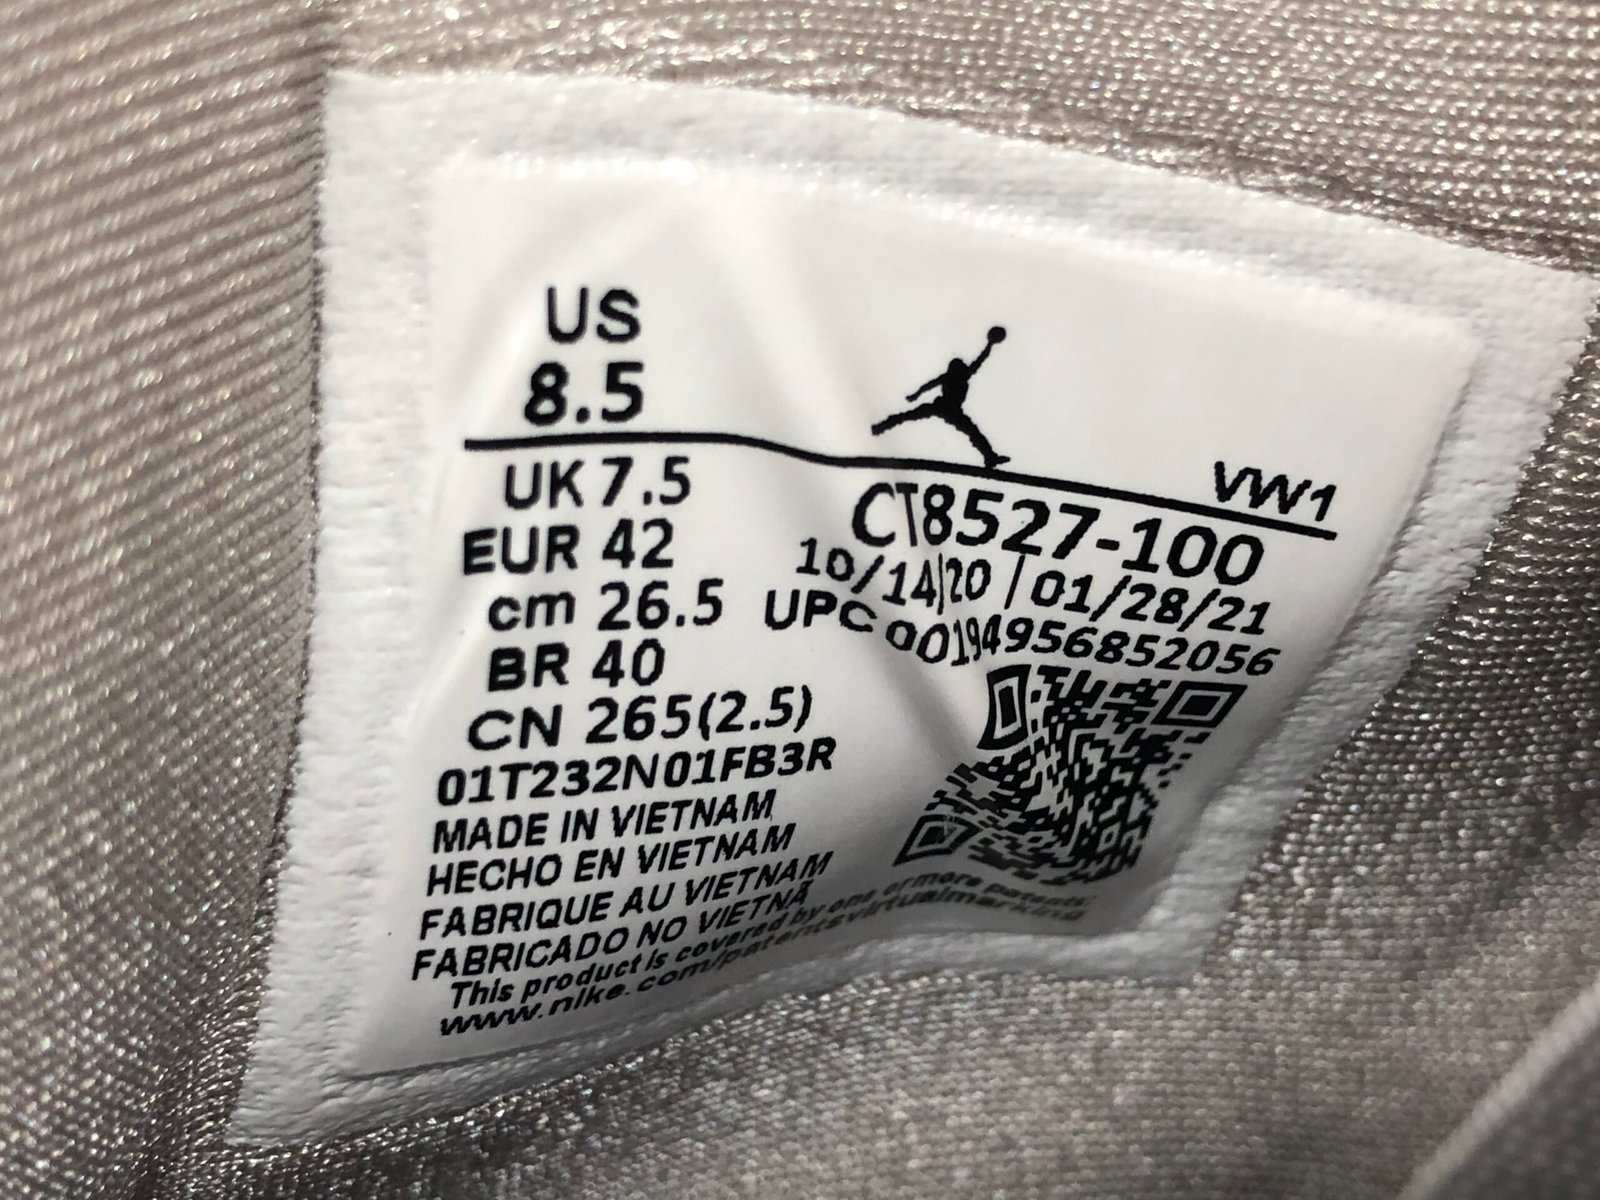 US
8.5
VW1
UK 7.5
EUR 42
cm 26.5
BR 40
CN 265(2.5)
01T232N01FB3R
MADE IN VIETNAM
HECHO EN VIETNAM
FABRIQUE AU VIETNAM
FABRICADO NO VIETNÃ
CT8527-100
10/14/20 / 01/28/21
UPC 00194956852056
This product is covered by one or more patents:
www.nike.com/patentsvirtualmarking